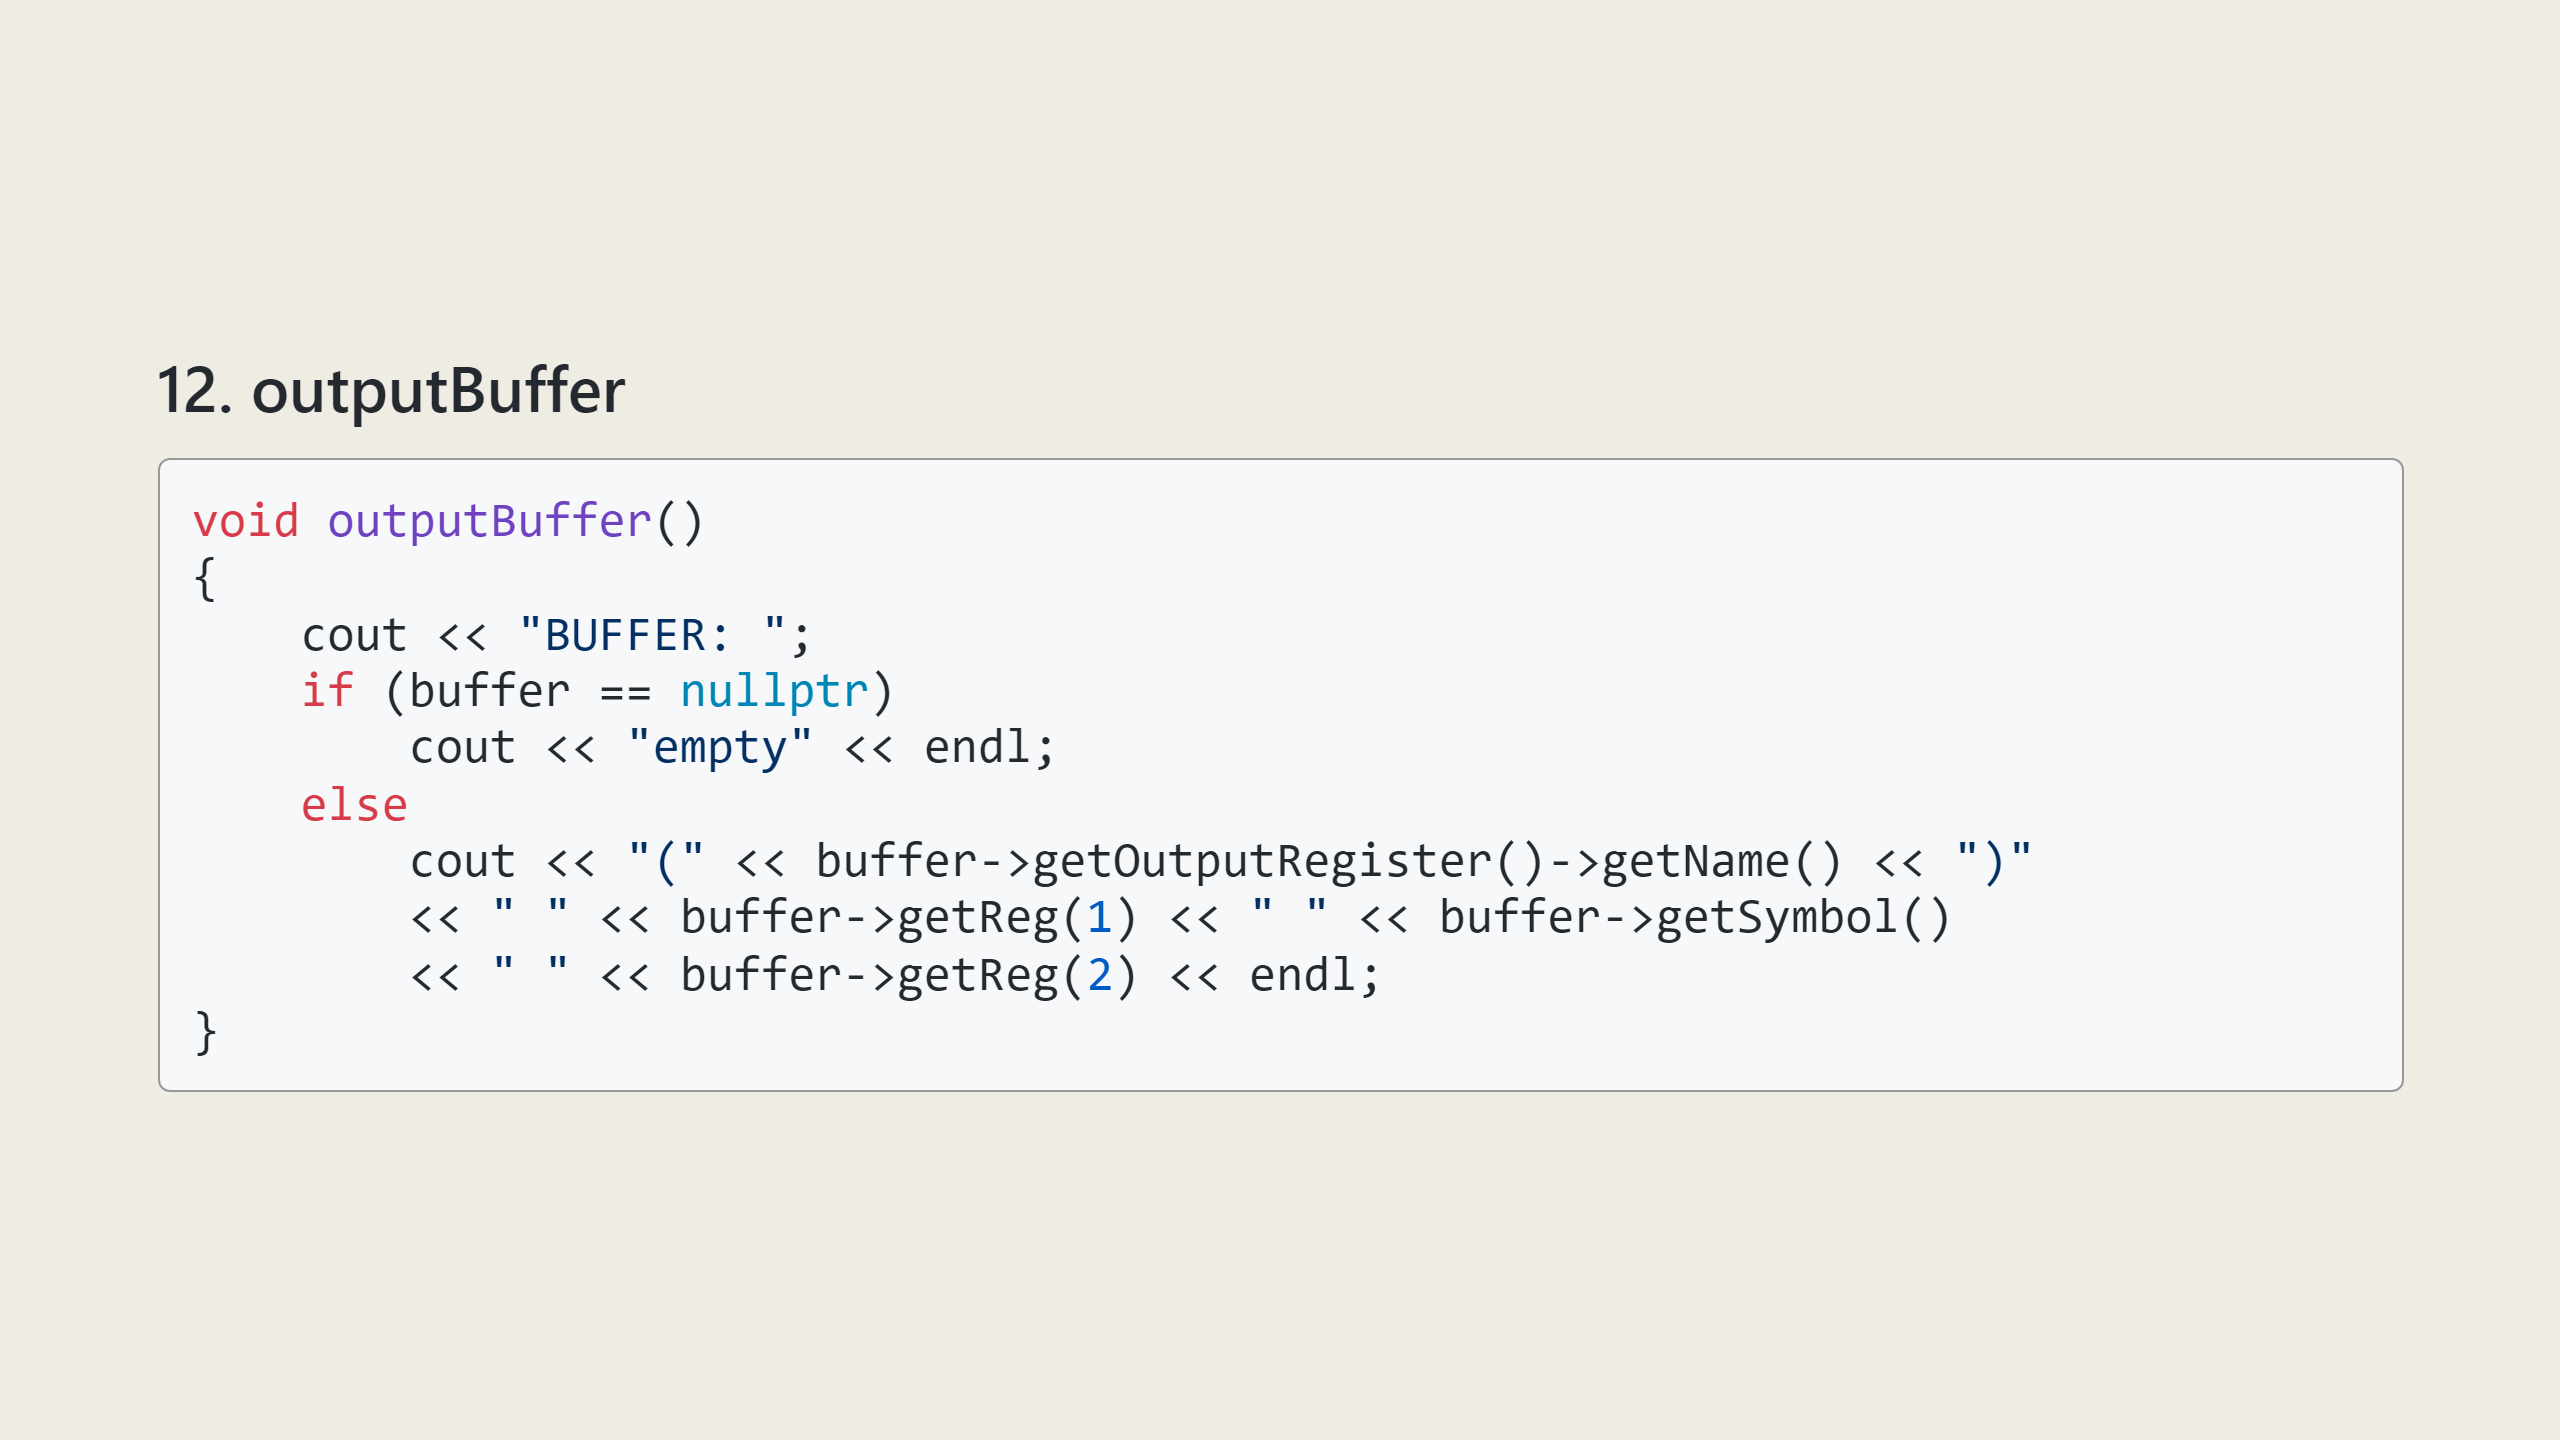 12. outputBuffer
void outputBuffer()
{
    cout << "BUFFER: ";
    if (buffer == nullptr)
        cout << "empty" << endl;
    else
        cout << "(" << buffer->getOutputRegister()->getName() << ")"
        << " " << buffer->getReg(1) << " " << buffer->getSymbol()
        << " " << buffer->getReg(2) << endl;
}